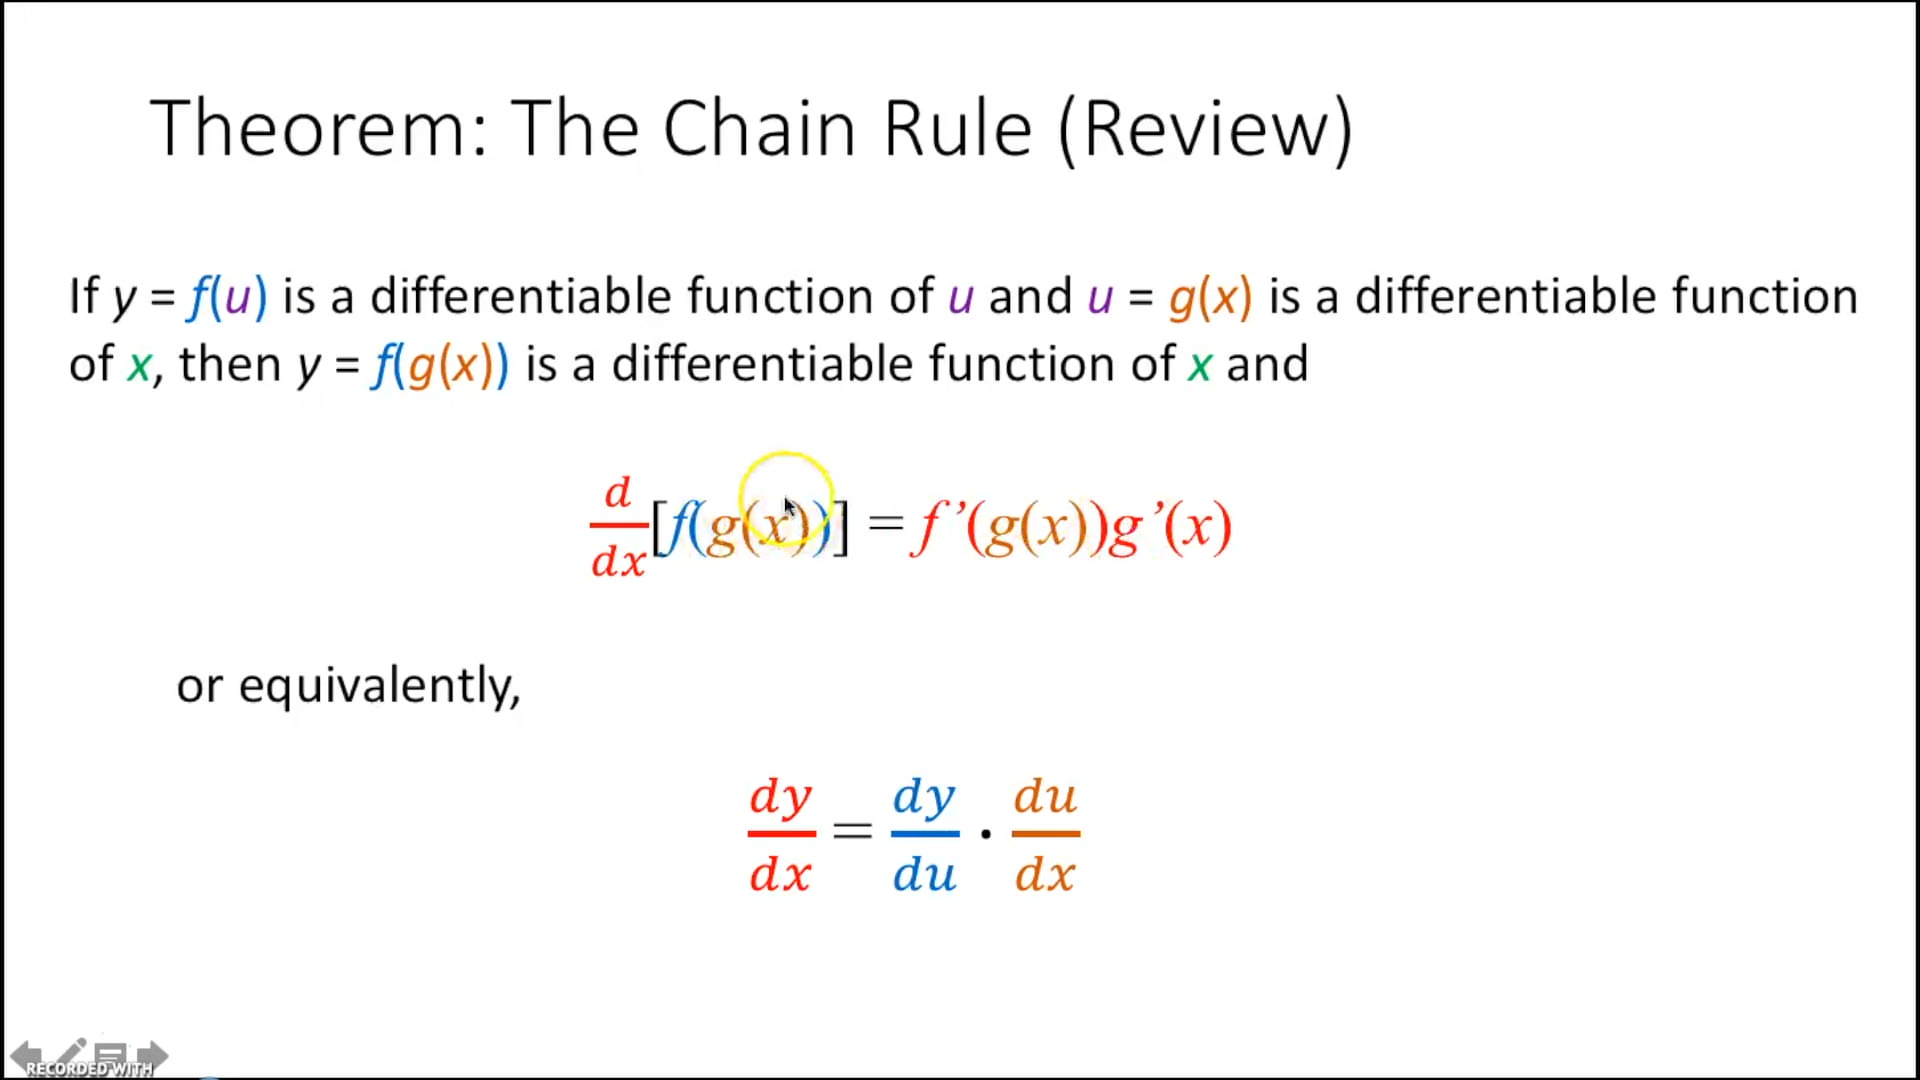 Theorem: The Chain Rule (Review)
If y = f(u) is a differentiable function of u and u = g(x) is a differentiable function
of x, then y = f(g(x)) is a differentiable function of x and
d/dx [f(g(x))] = f ’(g(x))g ’(x)
or equivalently,
dy/dx = dy/du · du/dx
RECORDED WITH